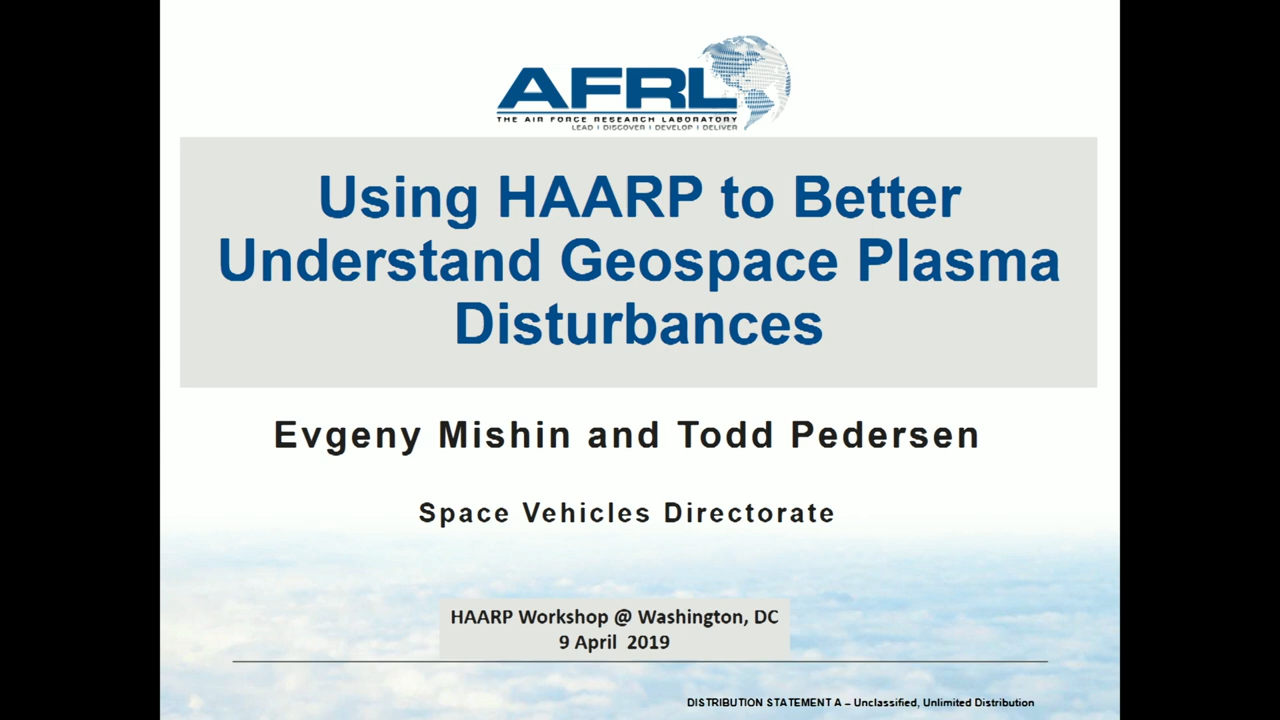 AFRL
THE AIR FORCE RESEARCH LABORATORY
LEAD | DISCOVER | DEVELOP | DELIVER
Using HAARP to Better
Understand Geospace Plasma
Disturbances
Evgeny Mishin and Todd Pedersen
Space Vehicles Directorate
HAARP Workshop @ Washington, DC
9 April 2019
DISTRIBUTION STATEMENT A – Unclassified, Unlimited Distribution